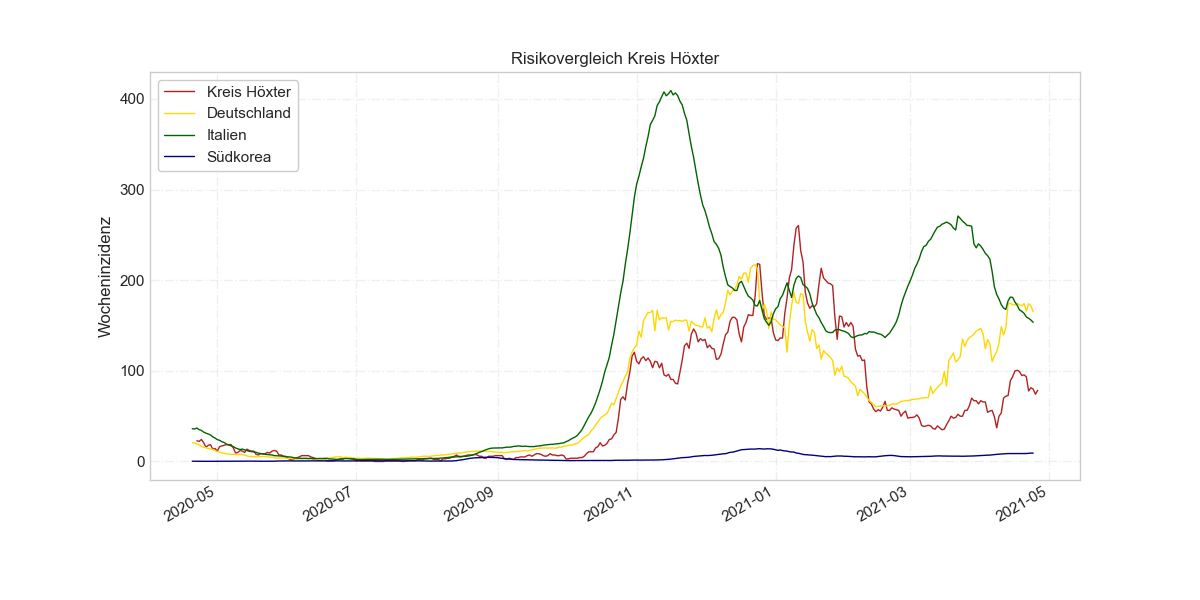 Risikovergleich Kreis Höxter
Kreis Höxter
Deutschland
Italien
Südkorea
Wocheninzidenz
400
300
200
100
0
2020-05
2020-07
2020-09
2020-11
2021-01
2021-03
2021-05